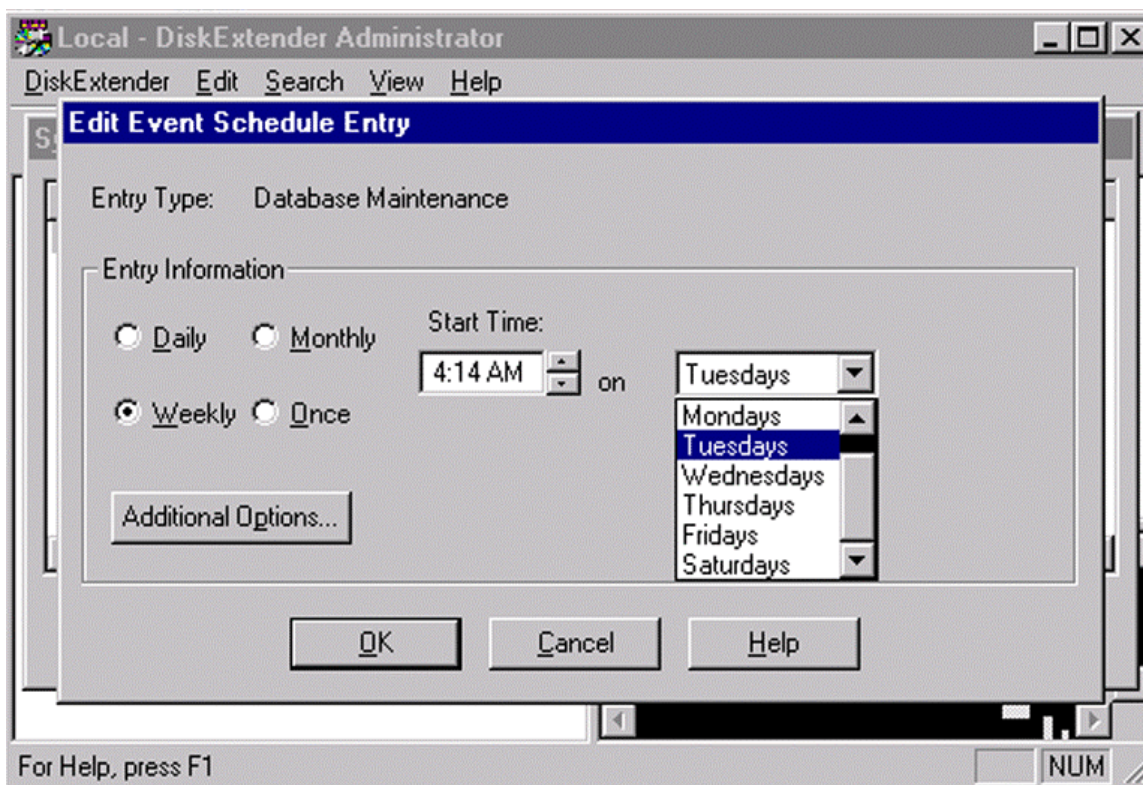 Local - DiskExtender Administrator
DiskExtender Edit Search View Help
Edit Event Schedule Entry
Entry Type: Database Maintenance
Entry Information
Daily Monthly
Start Time:
4:14 AM on Tuesdays
Weekly Once
Mondays
Tuesdays
Wednesdays
Thursdays
Fridays
Saturdays
Additional Options...
OK Cancel Help
For Help, press F1 NUM